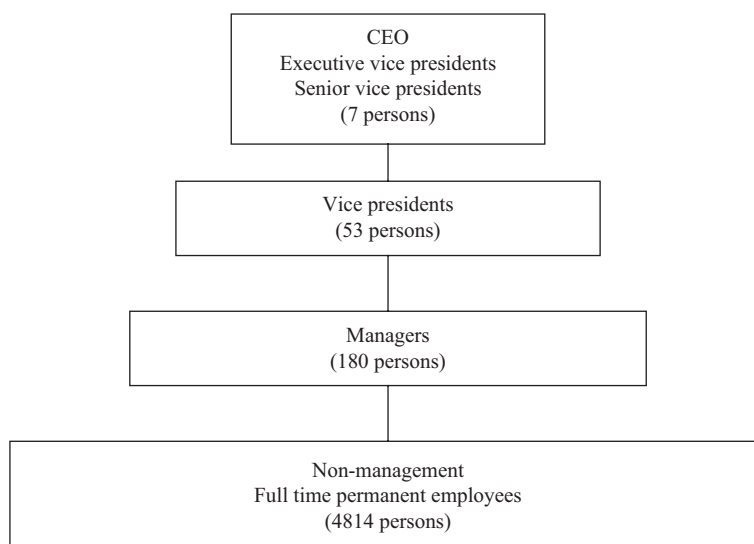 CEO
Executive vice presidents
Senior vice presidents
(7 persons)
Vice presidents
(53 persons)
Managers
(180 persons)
Non-management
Full time permanent employees
(4814 persons)